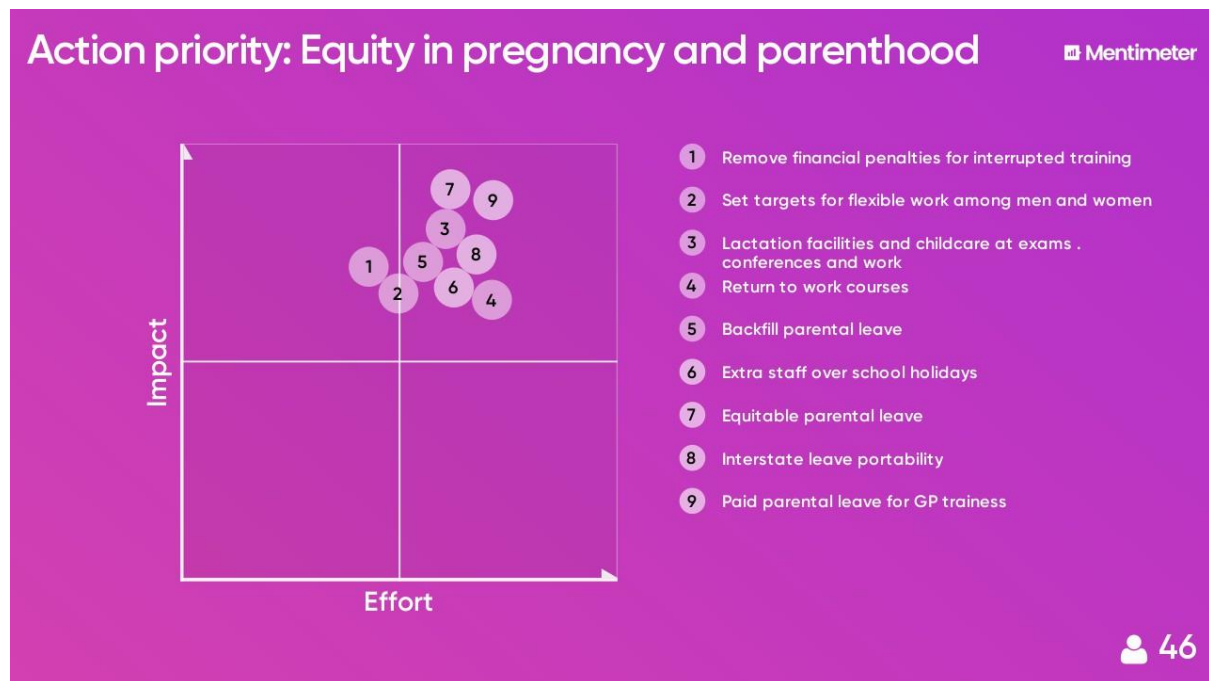 Action priority: Equity in pregnancy and parenthood
Mentimeter
Impact
Effort
7
9
3
8
5
1
6
2
4
1 Remove financial penalties for interrupted training
2 Set targets for flexible work among men and women
3 Lactation facilities and childcare at exams .
conferences and work
4 Return to work courses
5 Backfill parental leave
6 Extra staff over school holidays
7 Equitable parental leave
8 Interstate leave portability
9 Paid parental leave for GP trainess
46